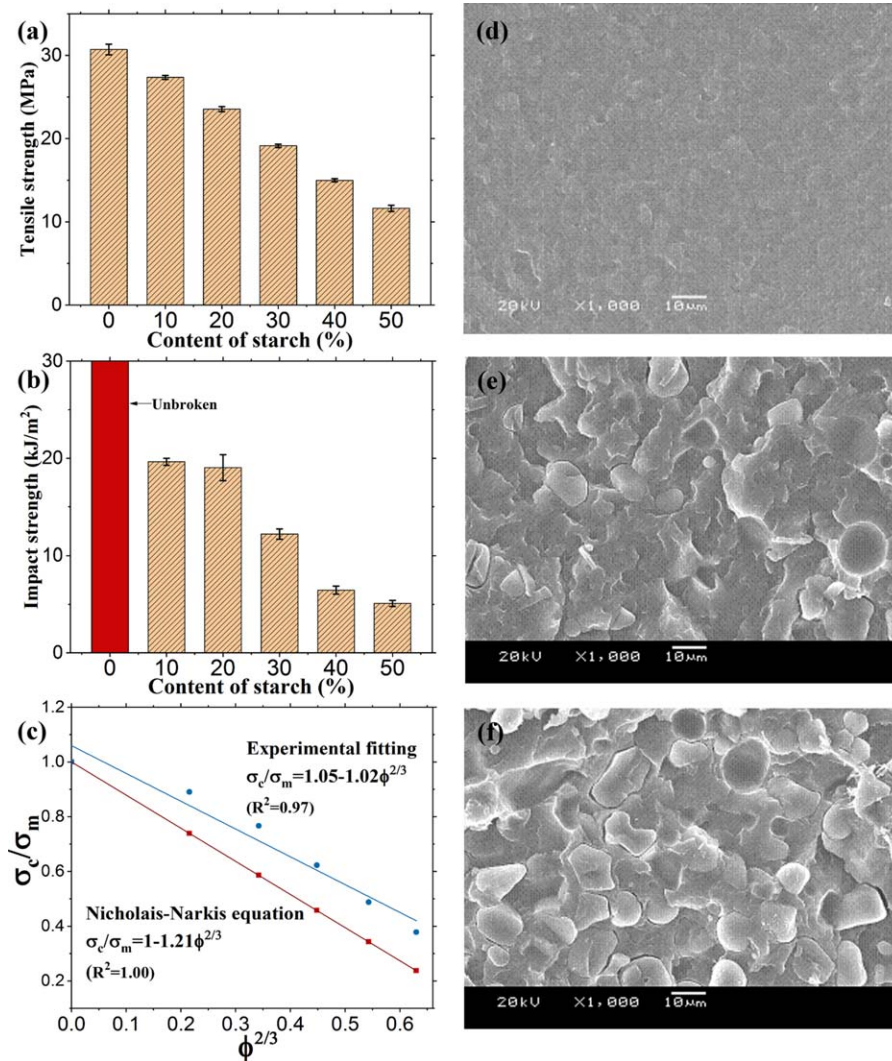 (a)
Tensile strength (MPa)
30
20
10
0
0 10 20 30 40 50
Content of starch (%)
(b)
Impact strength (kJ/m²)
30
20
10
0
Unbroken
0 10 20 30 40 50
Content of starch (%)
(c)
σc/σm
1.2
1.0
0.8
0.6
0.4
0.2
Experimental fitting
σc/σm=1.05-1.02ϕ2/3
(R²=0.97)
Nicholais-Narkis equation
σc/σm=1-1.21ϕ2/3
(R²=1.00)
0.0 0.1 0.2 0.3 0.4 0.5 0.6
ϕ2/3
(d)
20kV ×1,000 10μm
(e)
20kV ×1,000 10μm
(f)
20kV ×1,000 10μm